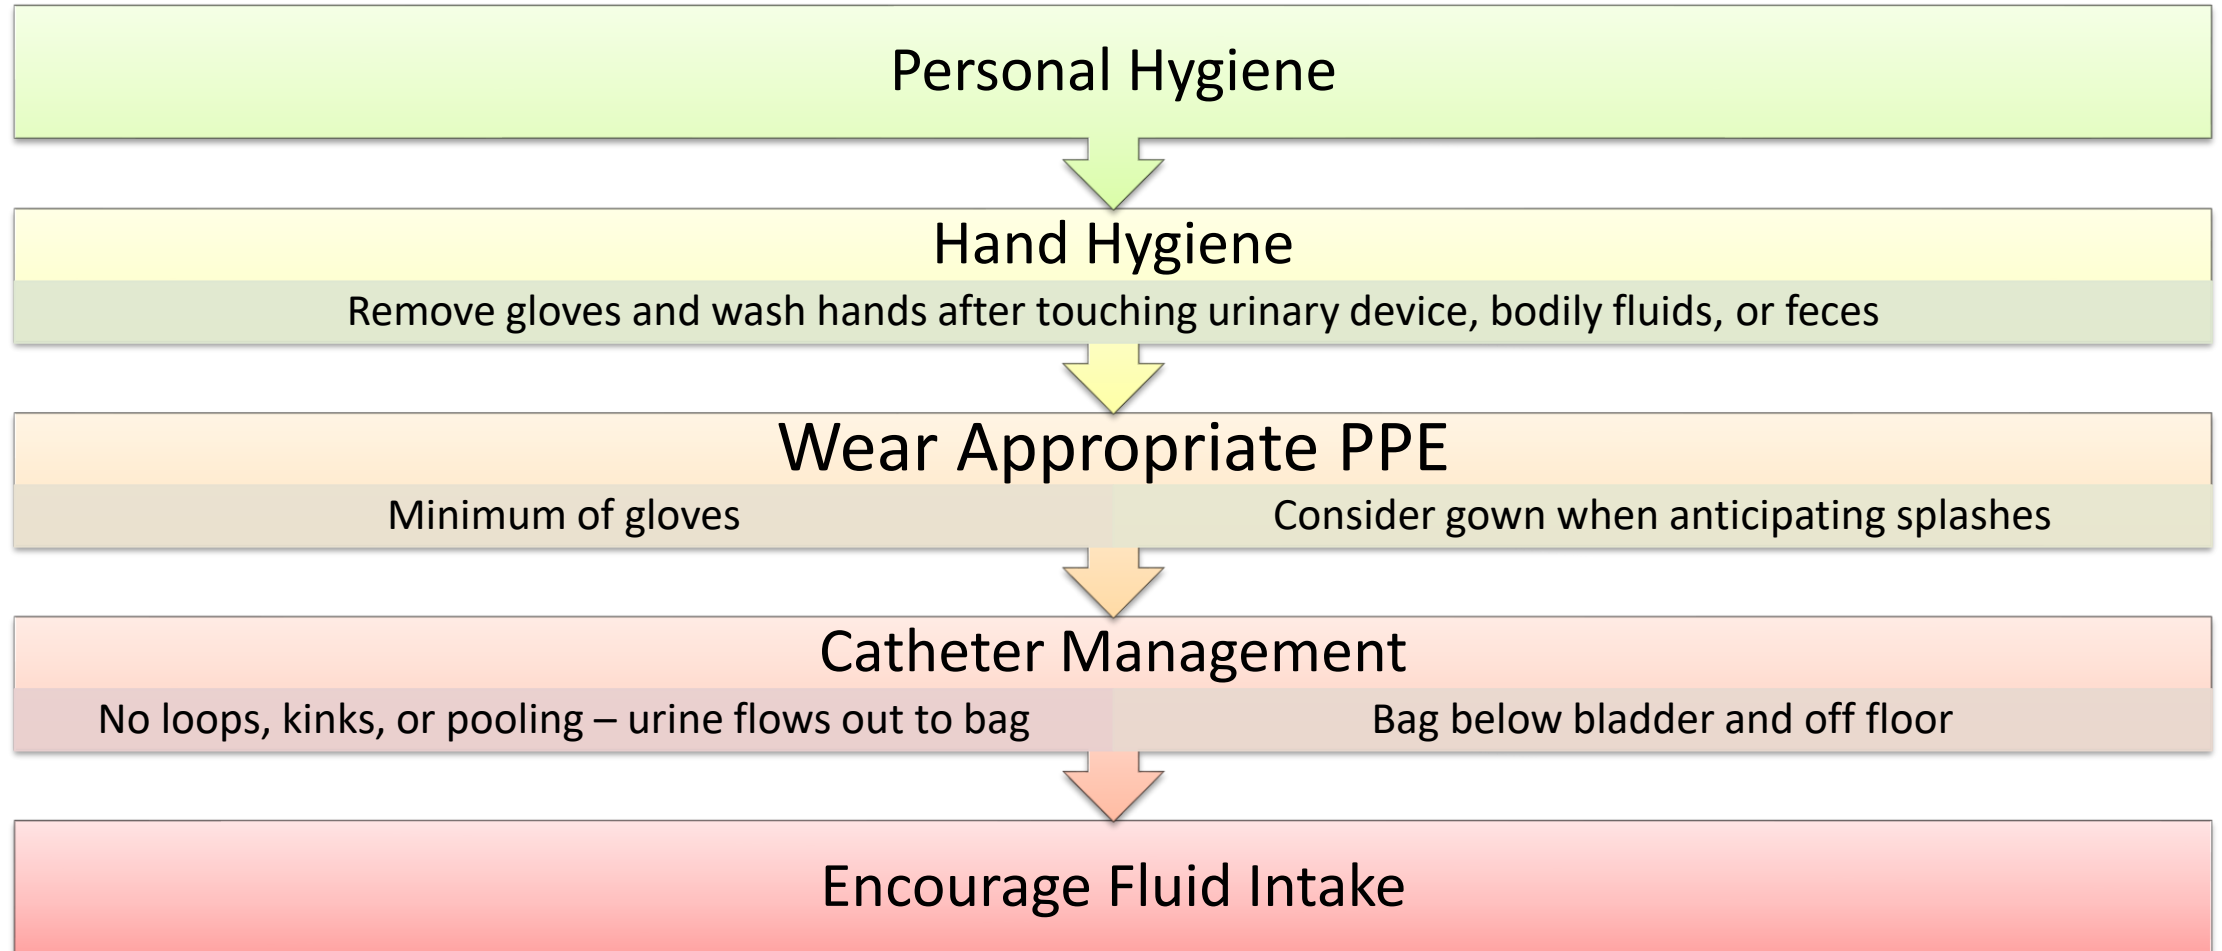 Personal Hygiene
Hand Hygiene
Remove gloves and wash hands after touching urinary device, bodily fluids, or feces
Wear Appropriate PPE
Minimum of gloves
Consider gown when anticipating splashes
Catheter Management
No loops, kinks, or pooling – urine flows out to bag
Bag below bladder and off floor
Encourage Fluid Intake